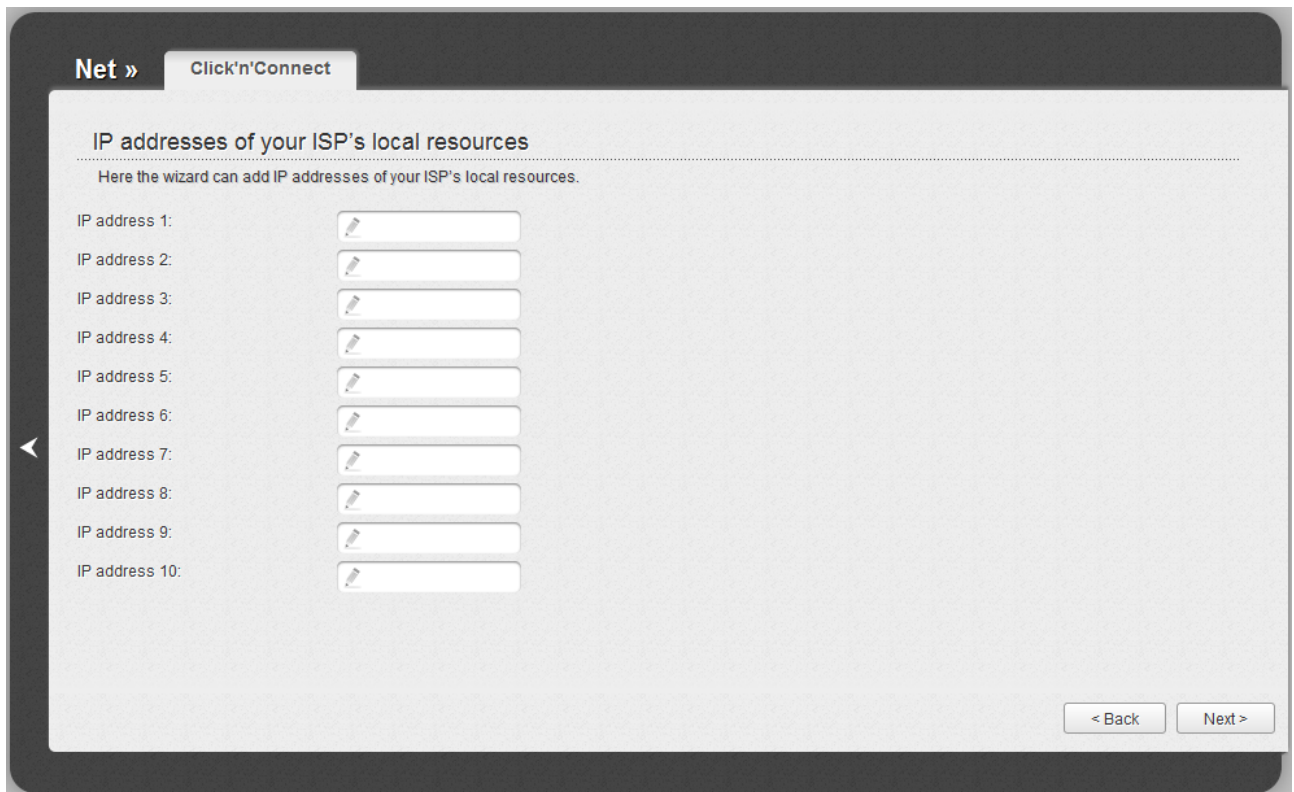 Net »
Click'n'Connect
IP addresses of your ISP's local resources
Here the wizard can add IP addresses of your ISP's local resources.
IP address 1:
IP address 2:
IP address 3:
IP address 4:
IP address 5:
IP address 6:
IP address 7:
IP address 8:
IP address 9:
IP address 10:
< Back
Next >